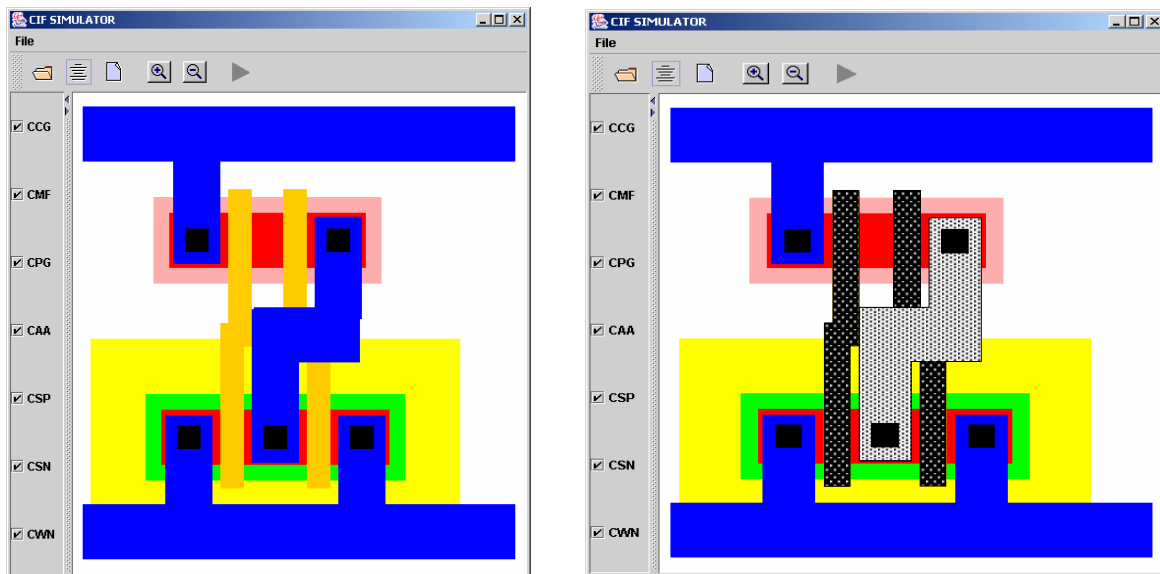 CIF SIMULATOR
File
CCG
CMF
CPG
CAA
CSP
CSN
CWN
CIF SIMULATOR
File
CCG
CMF
CPG
CAA
CSP
CSN
CWN